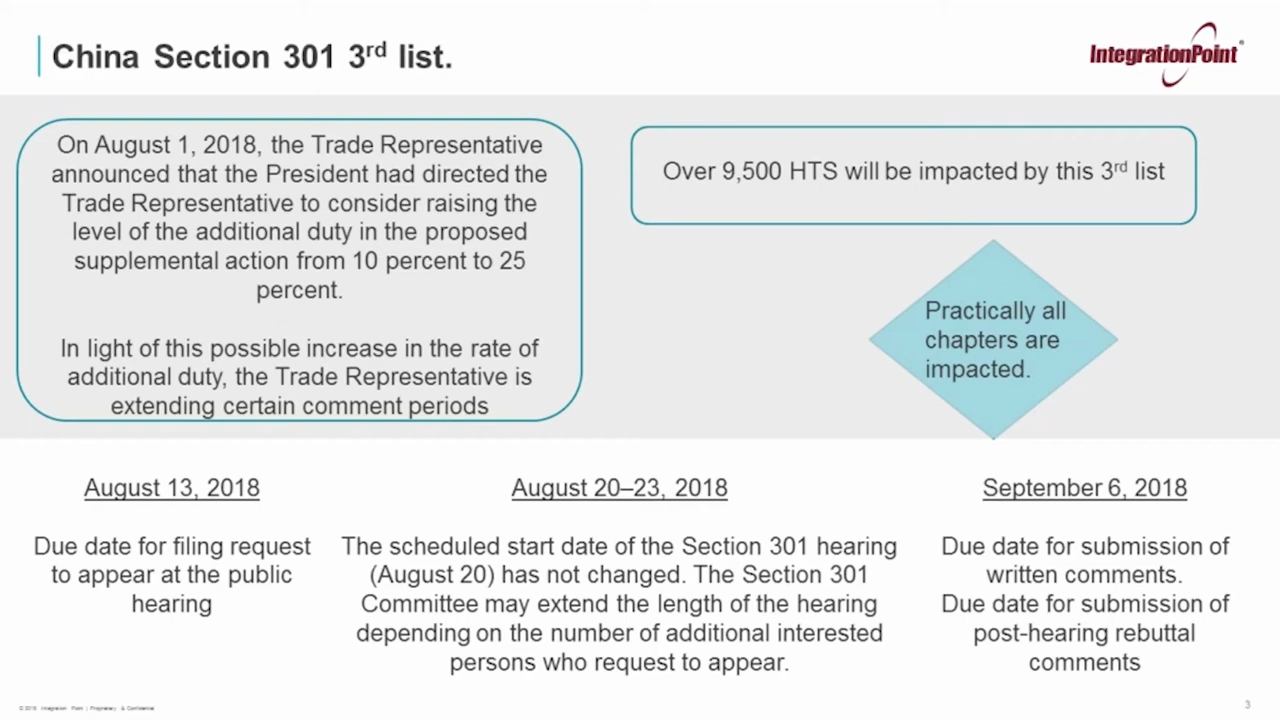 China Section 301 3rd list.
IntegrationPoint®
On August 1, 2018, the Trade Representative
announced that the President had directed the
Trade Representative to consider raising the
level of the additional duty in the proposed
supplemental action from 10 percent to 25
percent.
In light of this possible increase in the rate of
additional duty, the Trade Representative is
extending certain comment periods
Over 9,500 HTS will be impacted by this 3rd list
Practically all
chapters are
impacted.
August 13, 2018
Due date for filing request
to appear at the public
hearing
August 20–23, 2018
The scheduled start date of the Section 301 hearing
(August 20) has not changed. The Section 301
Committee may extend the length of the hearing
depending on the number of additional interested
persons who request to appear.
September 6, 2018
Due date for submission of
written comments.
Due date for submission of
post-hearing rebuttal
comments
© 2018 Integration Point | Proprietary & Confidential
3